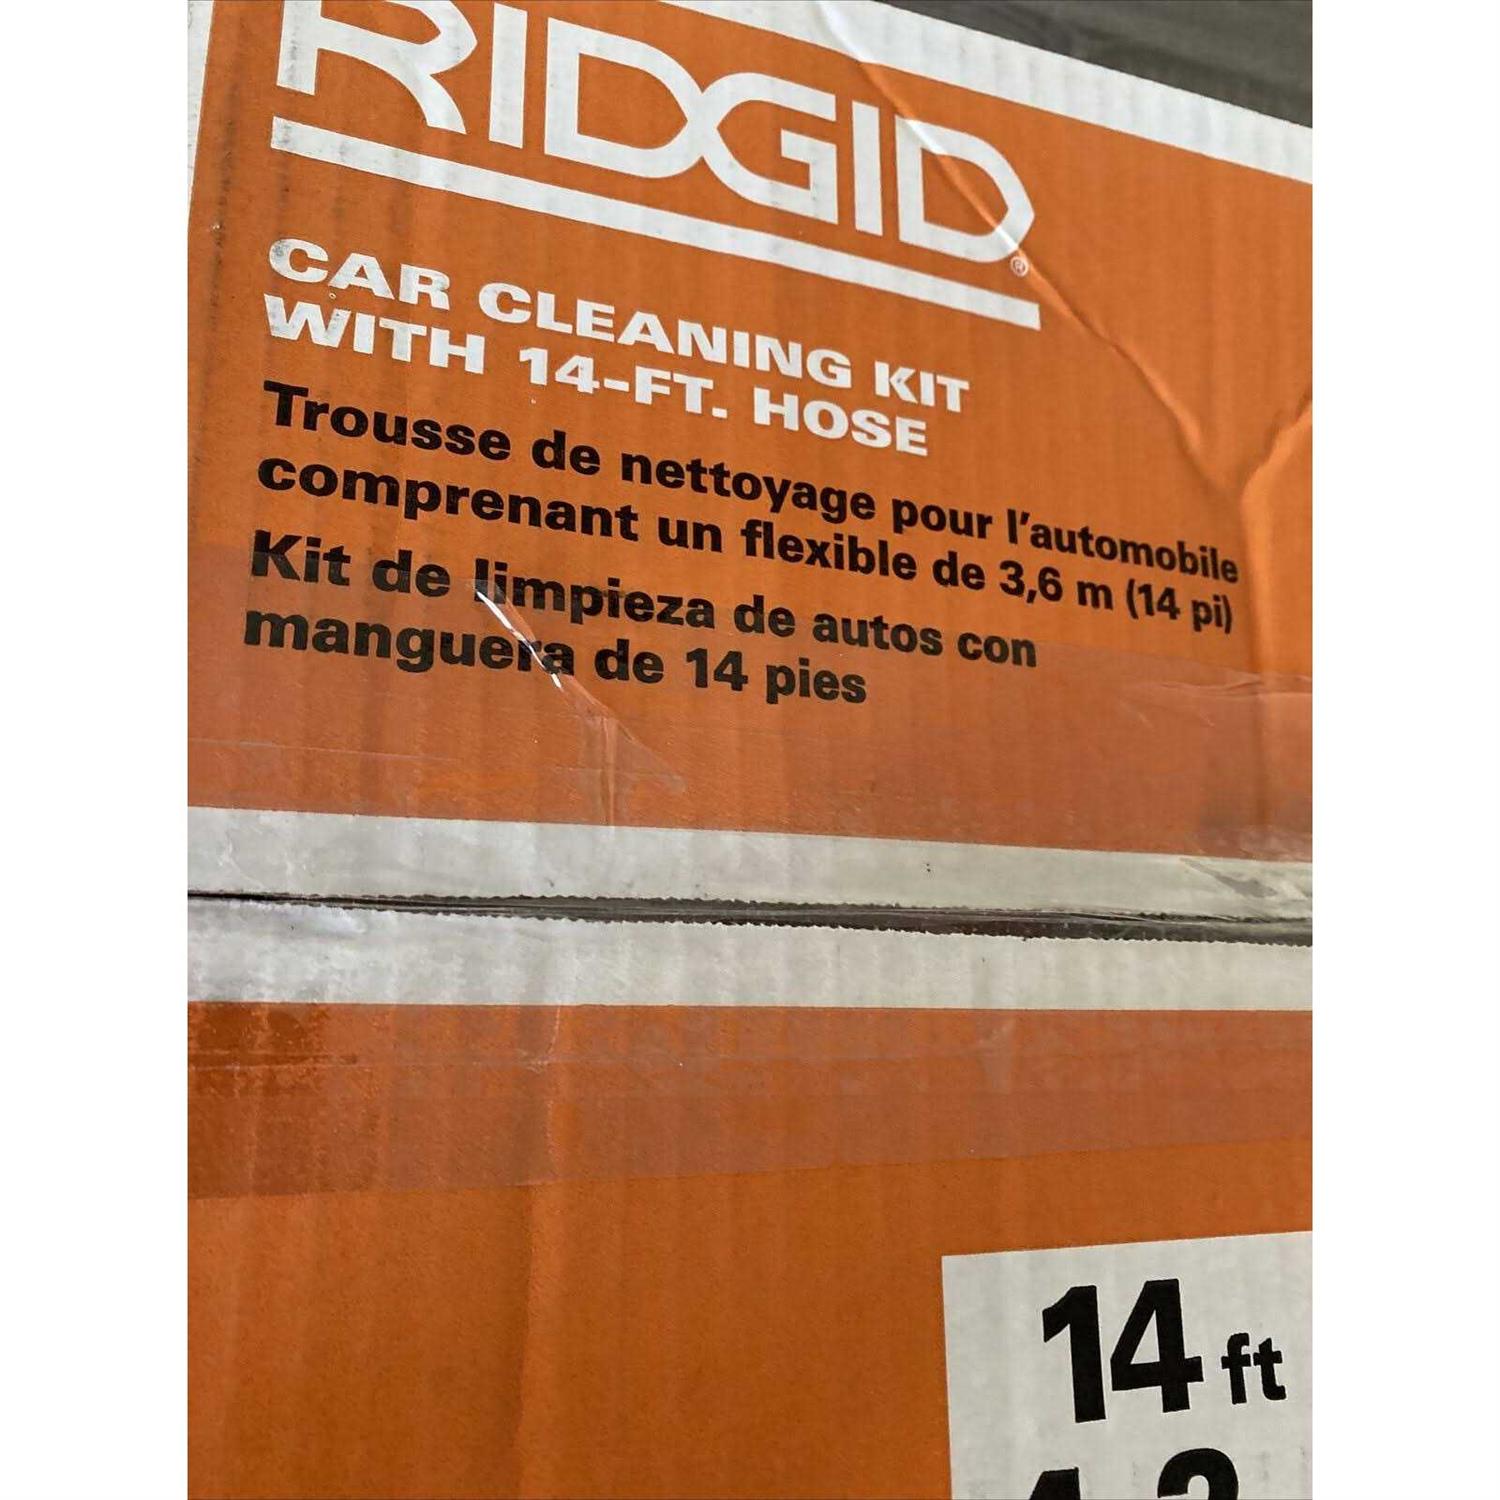 RIDGID®
CAR CLEANING KIT
WITH 14-FT. HOSE
Trousse de nettoyage pour l'automobile
comprenant un flexible de 3,6 m (14 pi)
Kit de limpieza de autos con
manguera de 14 pies
14 ft